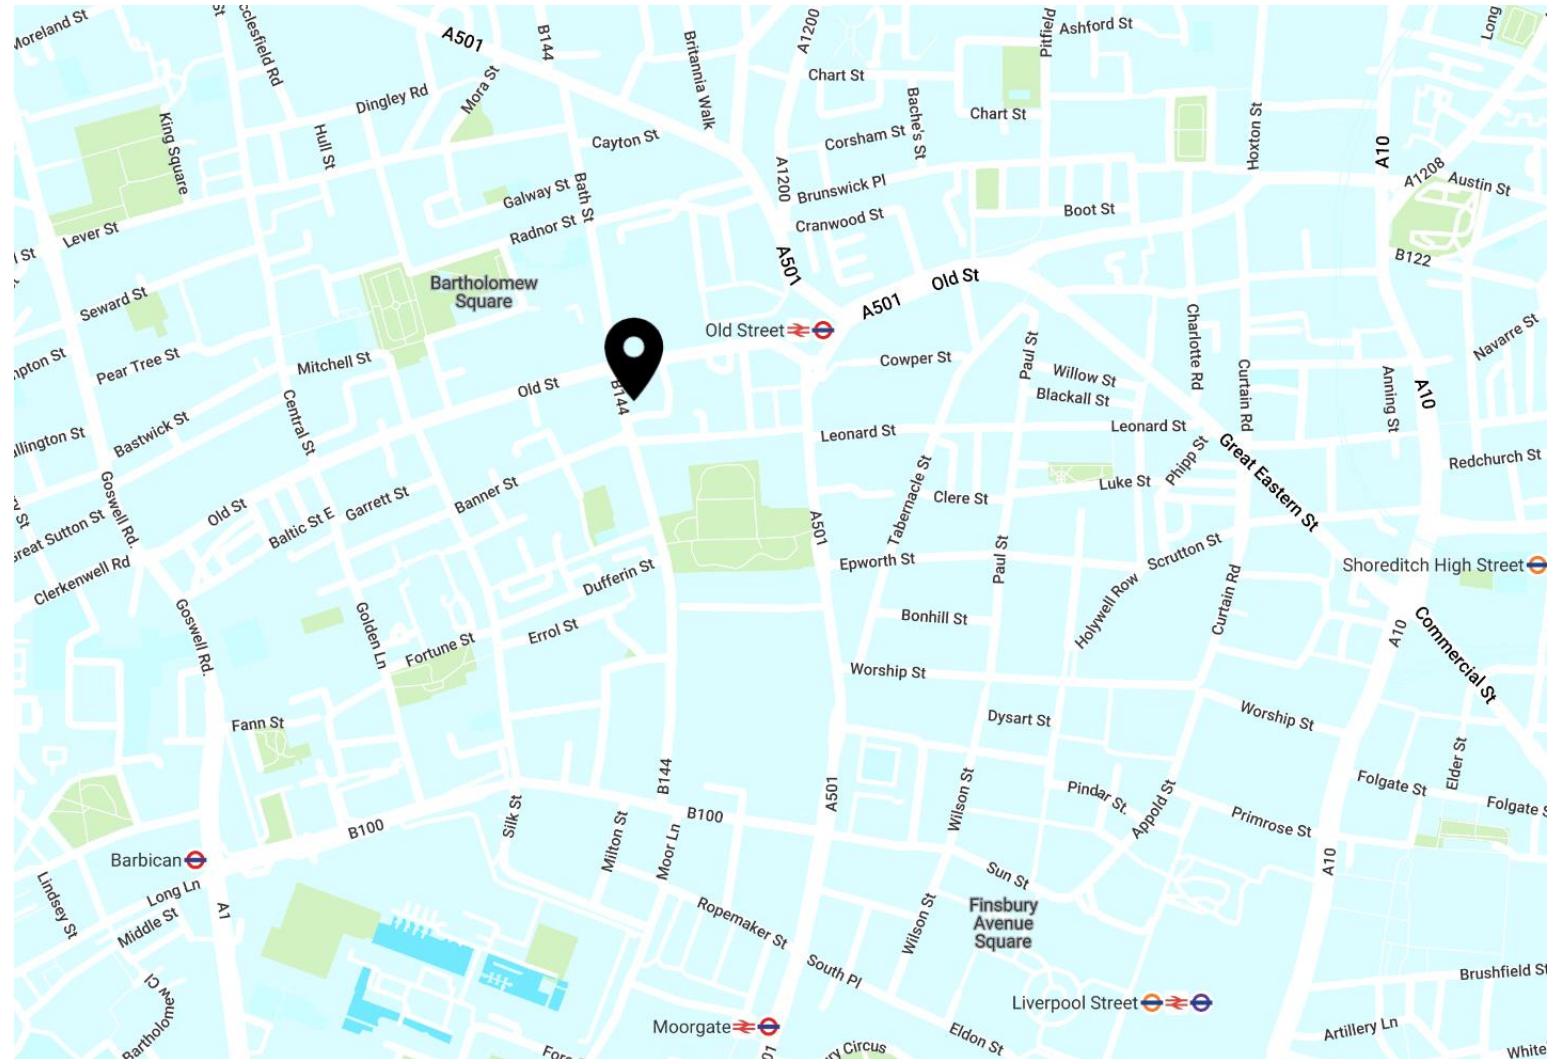 Moreland St
A501
B144
Britannia Walk
A1200
Pitfield
Ashford St
Long
Dingley Rd
Mora St
Chart St
Bache's St
Chart St
King Square
Hull St
Cayton St
Corsham St
Hoxton St
A10
A1200
Brunswick Pl
A1208
Austin St
Galway St
Bath St
Cranwood St
Boot St
Lever St
Radnor St
B122
A501
Bartholomew
Square
Old St
A501
Seward St
Old Street
Charlotte Rd
Navarre St
Pear Tree St
Mitchell St
Cowper St
Paul St
Willow St
Curtain Rd
Anning St
A10
Old St
B144
Blackall St
Bastwick St
Central St
Leonard St
Leonard St
Great Eastern St
Phipp St
Redchurch St
Goswell Rd.
Tabernacle St
Luke St
Clere St
Banner St
Garrett St
Old St
Baltic St E
Great Sutton St
A501
Epworth St
Paul St
Scrutton St
Shoreditch High Street
Clerkenwell Rd
Dufferin St
Goswell Rd.
Golden Ln
Bonhill St
Holywell Row
Curtain Rd
A10
Commercial St
Errol St
Fortune St
Worship St
Fann St
Dysart St
Worship St
Elder St
B144
A501
Wilson St
Pindar St.
Appold St
Folgate St
Folgate S
Primrose St
B100
B100
Silk St
Milton St
Moor Ln
Barbican
A10
Sun St
Long Ln
Lindsey St
Middle St
A1
Ropemaker St
Wilson St
Finsbury
Avenue
Square
South Pl
Brushfield St
Bartholomew Cl
Liverpool Street
Moorgate
Eldon St
Artillery Ln
Circus
White